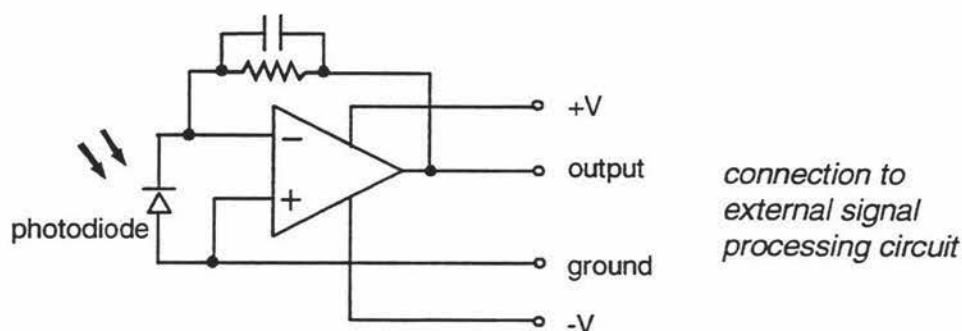 +V
−
output
connection to
external signal
processing circuit
+
photodiode
ground
-V